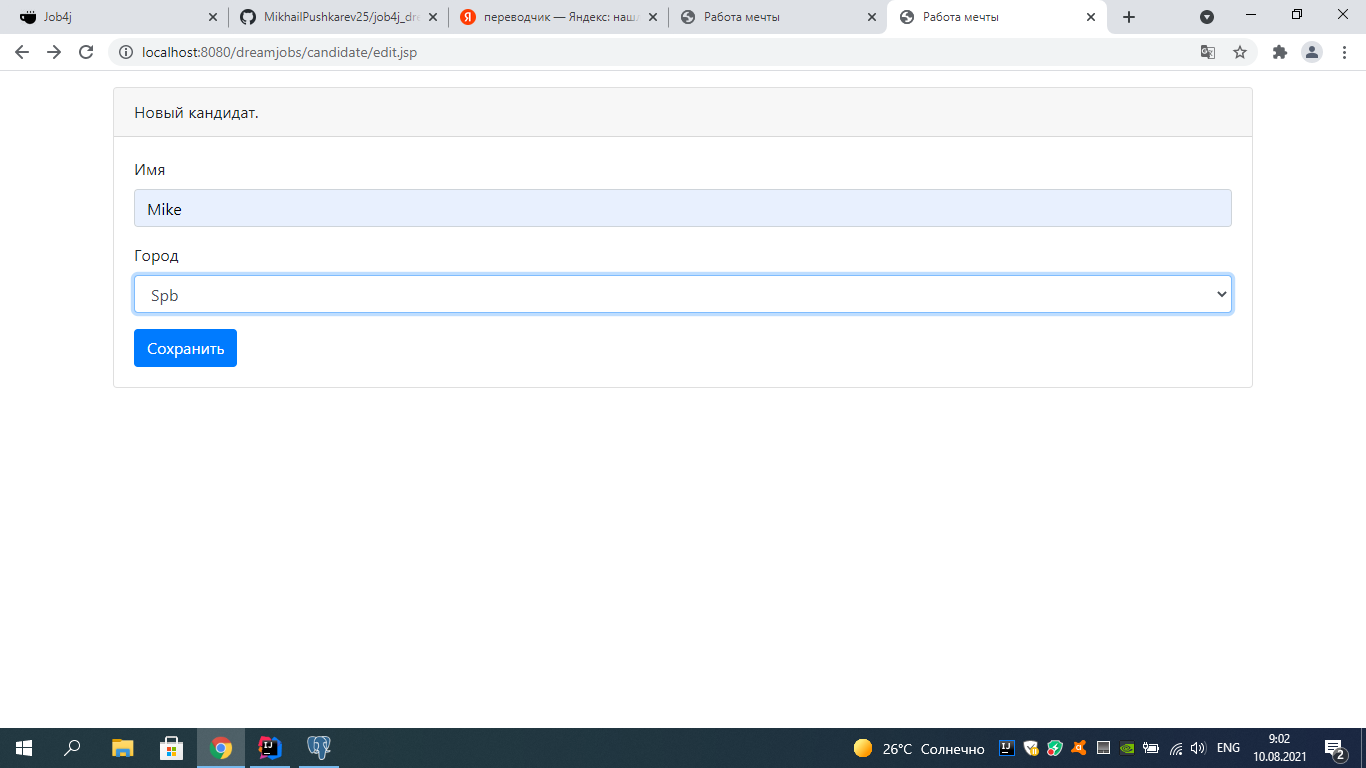 Job4j
MikhailPushkarev25/job4j_dre
переводчик — Яндекс: наш
Работа мечты
Работа мечты
localhost:8080/dreamjobs/candidate/edit.jsp
Новый кандидат.
Имя
Mike
Город
Spb
Сохранить
26°C Солнечно
ENG
9:02
10.08.2021
2